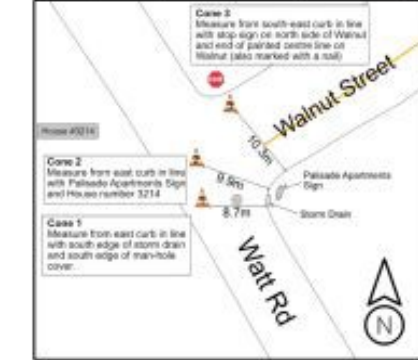 Cone 3
Measure from south-east curb in line
with stop sign on north side of Walnut
and end of painted centre line on
Walnut (also marked with a nail)
STOP
Walnut Street
10.3m
House #3214
Cone 2
Measure from east curb in line
with Palisade Apartments Sign
and House number 3214
9.9m
Palisade Apartments
Sign
8.7m
Storm Drain
Cone 1
Measure from east curb in line
with south edge of storm drain
and south edge of man-hole
cover.
Watt Rd
N